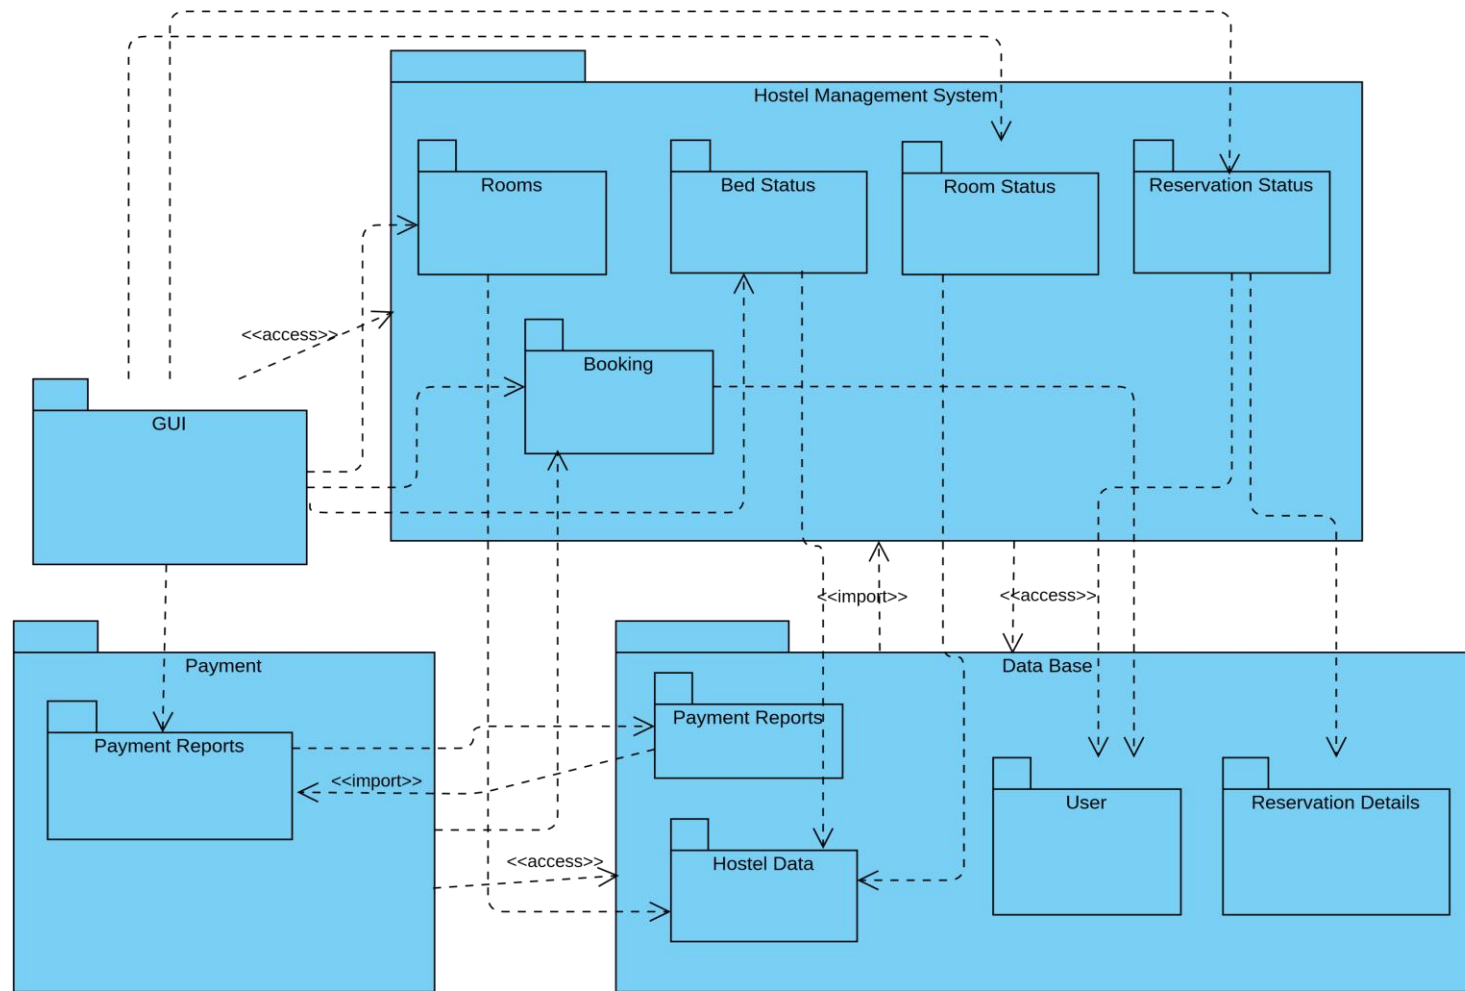 Hostel Management System
Rooms
Bed Status
Room Status
Reservation Status
<<access>>
Booking
GUI
<<import>>
<<access>>
Payment
Data Base
Payment Reports
Payment Reports
<<import>>
User
Reservation Details
<<access>>
Hostel Data